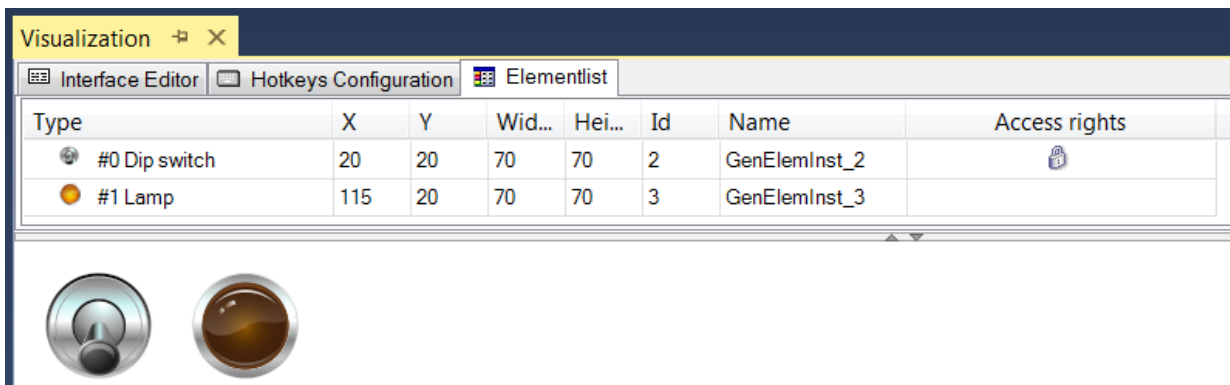 Visualization
Interface Editor Hotkeys Configuration Elementlist
Type X Y Wid... Hei... Id Name Access rights
#0 Dip switch 20 20 70 70 2 GenElemInst_2
#1 Lamp 115 20 70 70 3 GenElemInst_3